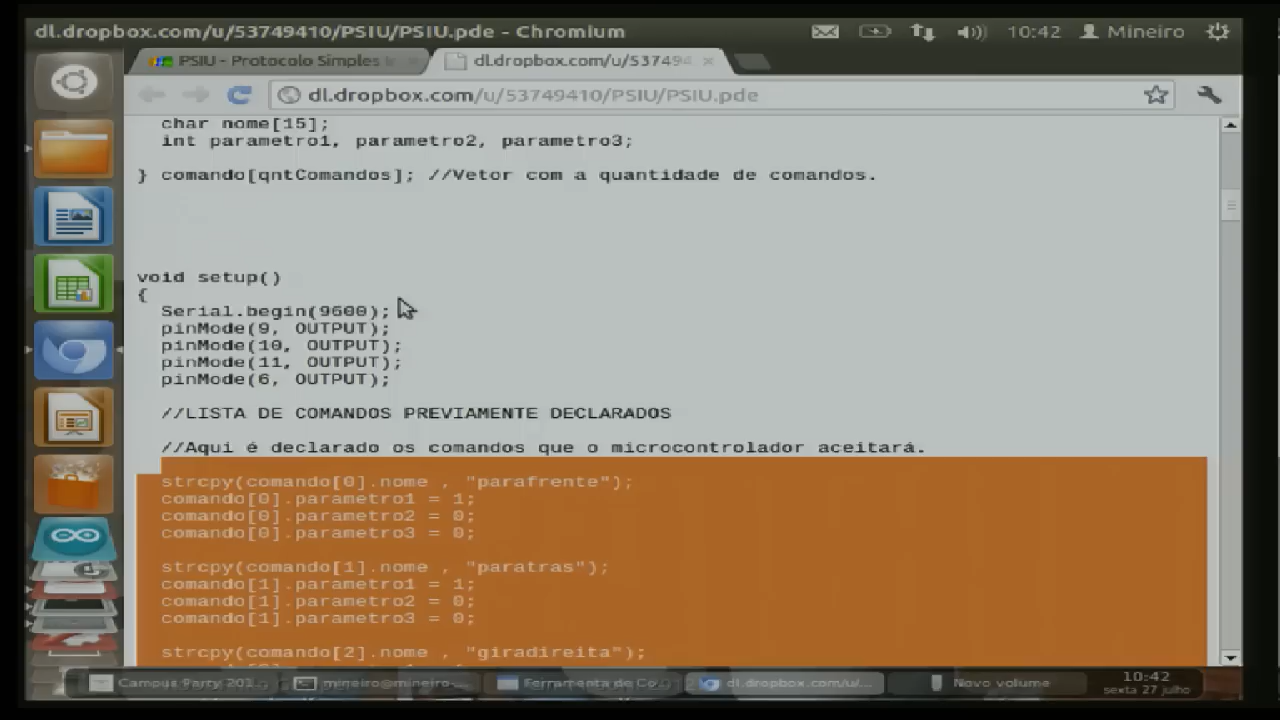 dl.dropbox.com/u/53749410/PSIU/PSIU.pde - Chromium
10:42 Mineiro
PSIU - Protocolo Simples
dl.dropbox.com/u/53749
dl.dropbox.com/u/53749410/PSIU/PSIU.pde
char nome[15];
int parametro1, parametro2, parametro3;
} comando[qntComandos]; //Vetor com a quantidade de comandos.
void setup()
{
Serial.begin(9600);
pinMode(9, OUTPUT);
pinMode(10, OUTPUT);
pinMode(11, OUTPUT);
pinMode(6, OUTPUT);
//LISTA DE COMANDOS PREVIAMENTE DECLARADOS
//Aqui é declarado os comandos que o microcontrolador aceitará.
strcpy(comando[0].nome , "parafrente");
comando[0].parametro1 = 1;
comando[0].parametro2 = 0;
comando[0].parametro3 = 0;
strcpy(comando[1].nome , "paratras");
comando[1].parametro1 = 1;
comando[1].parametro2 = 0;
comando[1].parametro3 = 0;
strcpy(comando[2].nome , "giradireita");
Campus Party 201...
mineiro@mineiro-...
Ferramenta de Co...
dl.dropbox.com/u/...
Novo volume
10:42
sexta 27 julho